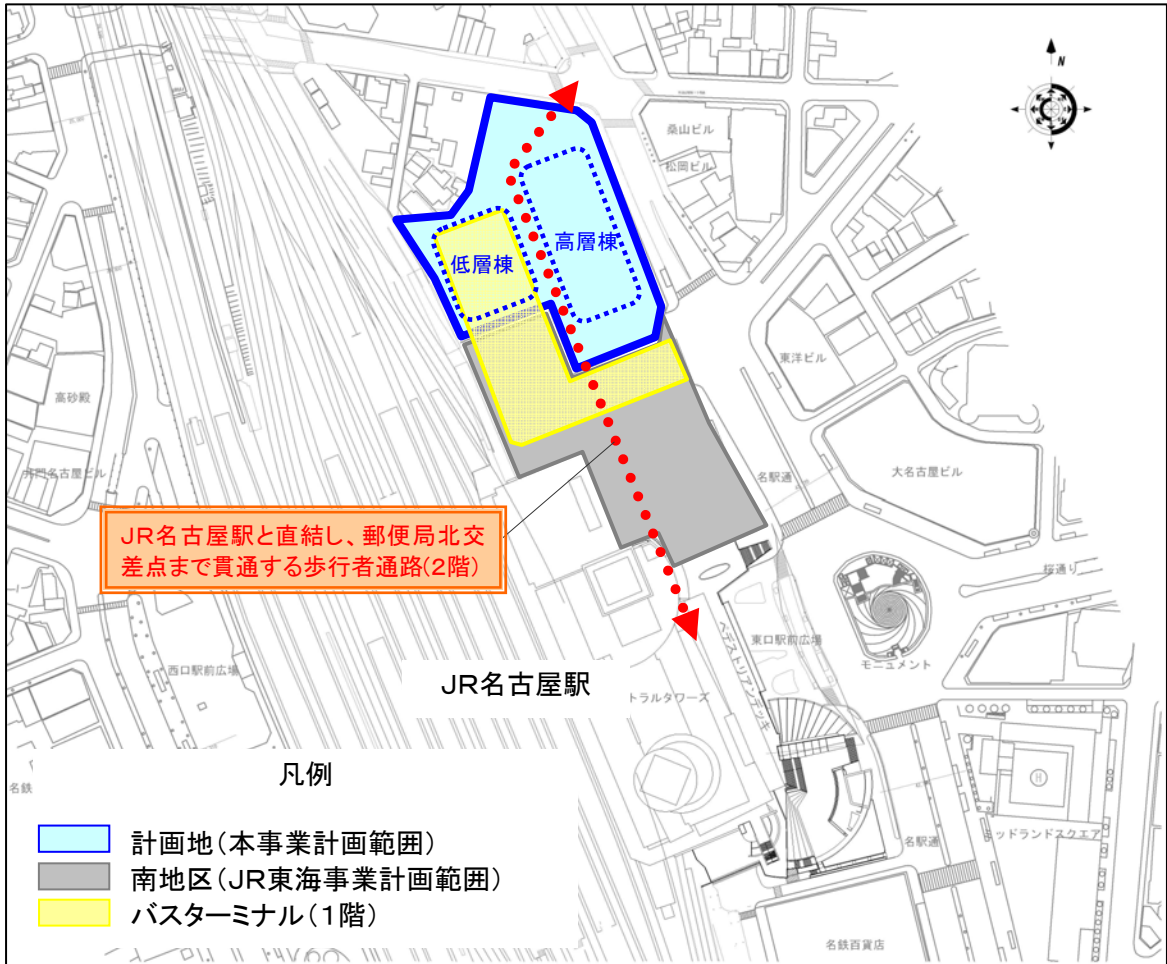 N
桑山ビル
松岡ビル
高層棟
低層棟
東洋ビル
高砂殿
名駅通
大名古屋ビル
JR名古屋駅と直結し、郵便局北交
差点まで貫通する歩行者通路(2階)
桜通り
東口駅前広場
モニュメント
ペデストリアンデッキ
西口駅前広場
JR名古屋駅
トラルタワーズ
凡例
名鉄
H
ミッドランドスクエア
名駅通
計画地(本事業計画範囲)
南地区(JR東海事業計画範囲)
バスターミナル(1階)
名鉄百貨店